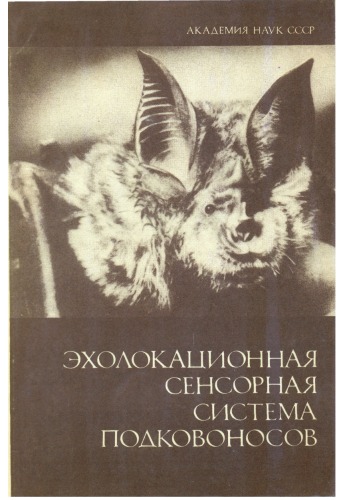 АКАДЕМИЯ НАУК СССР
ЭХОЛОКАЦИОННАЯ
СЕНСОРНАЯ
СИСТЕМА
ПОДКОВОНОСОВ